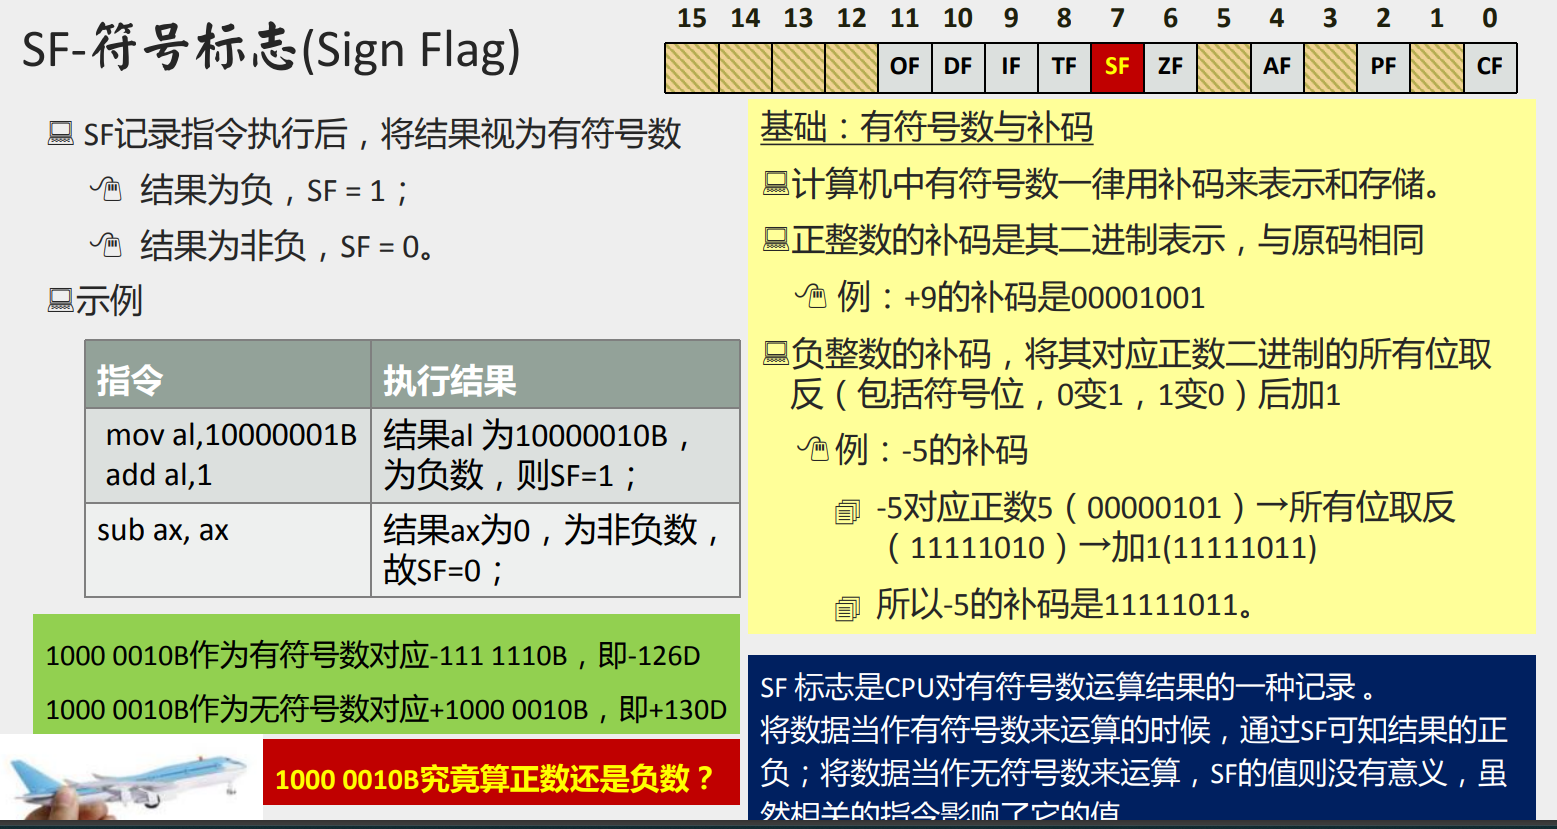 SF-符号标志(Sign Flag)
15 14 13 12 11 10 9 8 7 6 5 4 3 2 1 0
OF DF IF TF SF ZF AF PF CF
SF记录指令执行后，将结果视为有符号数
结果为负，SF = 1；
结果为非负，SF = 0。
示例
指令 执行结果
mov al,10000001B
add al,1
结果al 为10000010B，
为负数，则SF=1；
sub ax, ax
结果ax为0，为非负数，
故SF=0；
1000 0010B作为有符号数对应-111 1110B，即-126D
1000 0010B作为无符号数对应+1000 0010B，即+130D
1000 0010B究竟算正数还是负数？
基础：有符号数与补码
计算机中有符号数一律用补码来表示和存储。
正整数的补码是其二进制表示，与原码相同
例：+9的补码是00001001
负整数的补码，将其对应正数二进制的所有位取
反（包括符号位，0变1，1变0）后加1
例：-5的补码
-5对应正数5（00000101）→所有位取反
（11111010）→加1(11111011)
所以-5的补码是11111011。
SF 标志是CPU对有符号数运算结果的一种记录 。
将数据当作有符号数来运算的时候，通过SF可知结果的正
负；将数据当作无符号数来运算，SF的值则没有意义，虽
然相关的指令影响了它的值